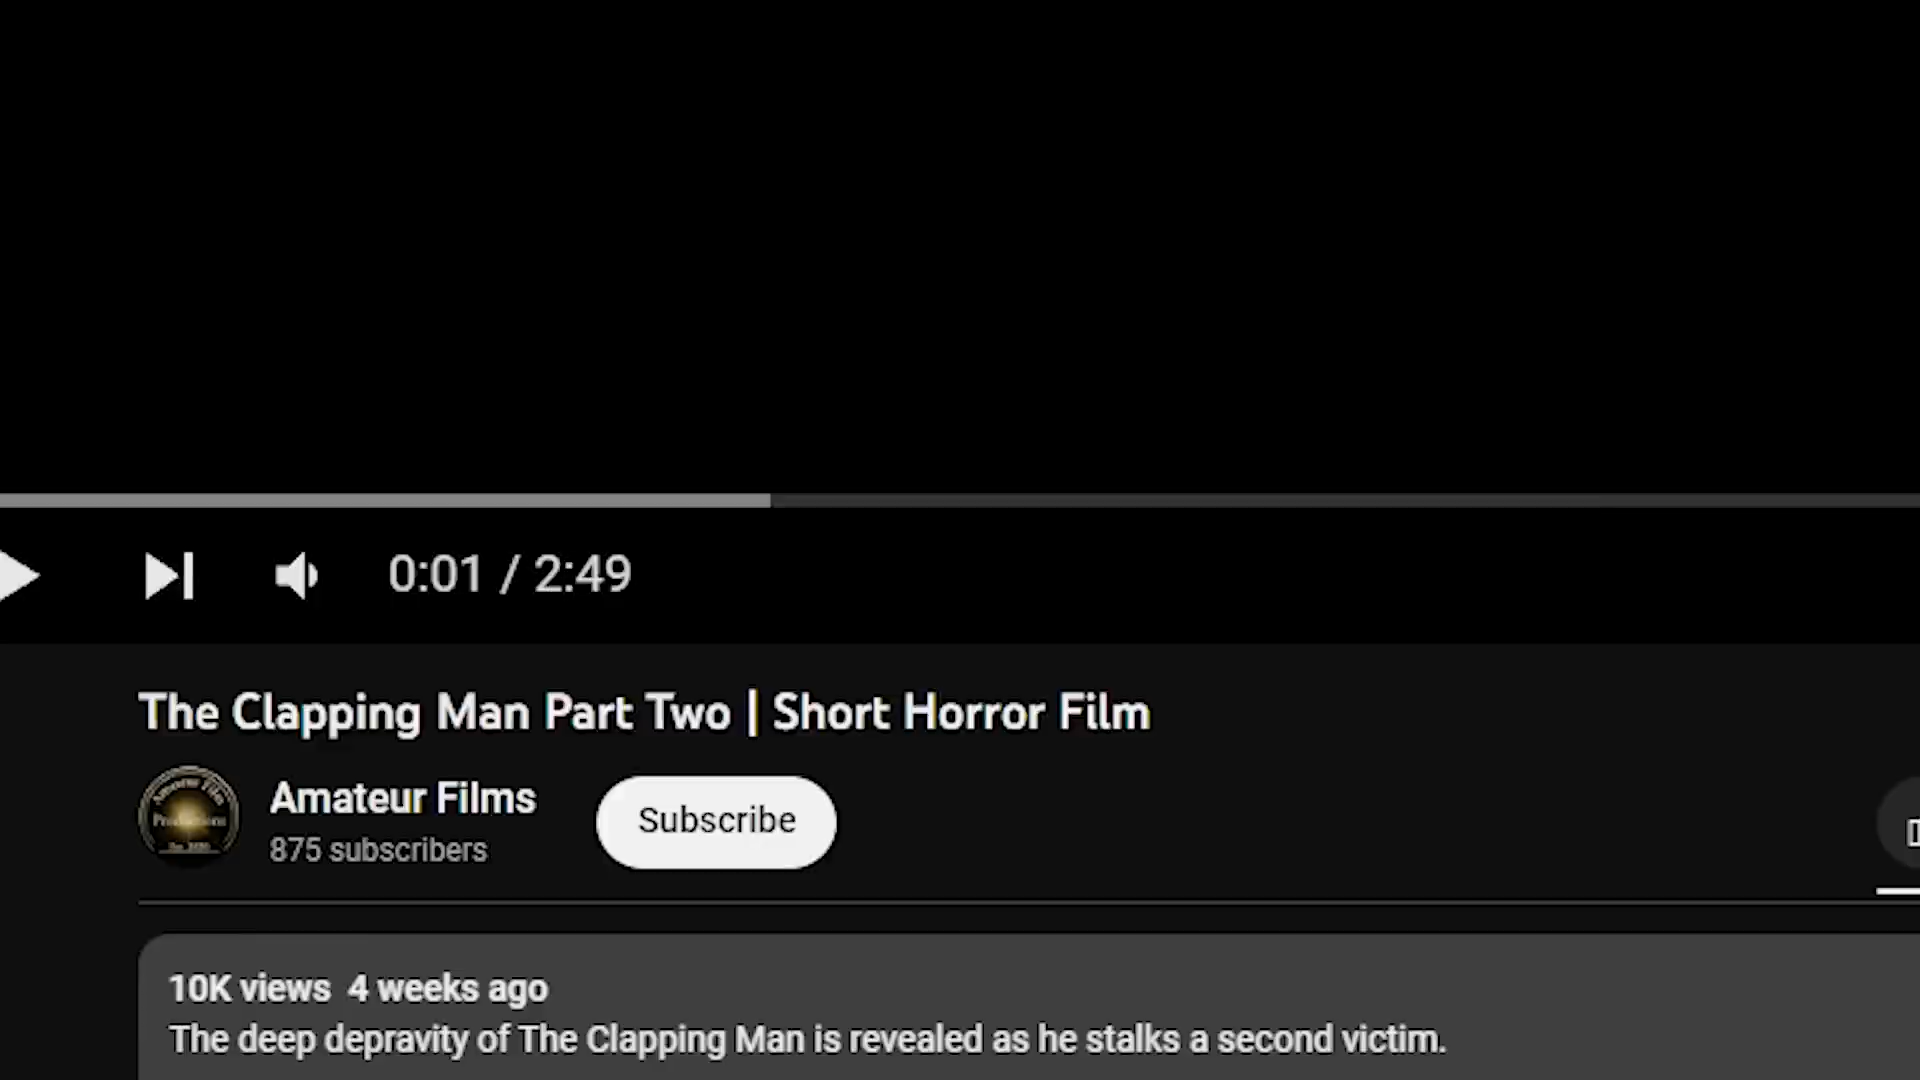 0:01 / 2:49
The Clapping Man Part Two | Short Horror Film
Amateur Films
875 subscribers
Subscribe
10K views 4 weeks ago
The deep depravity of The Clapping Man is revealed as he stalks a second victim.